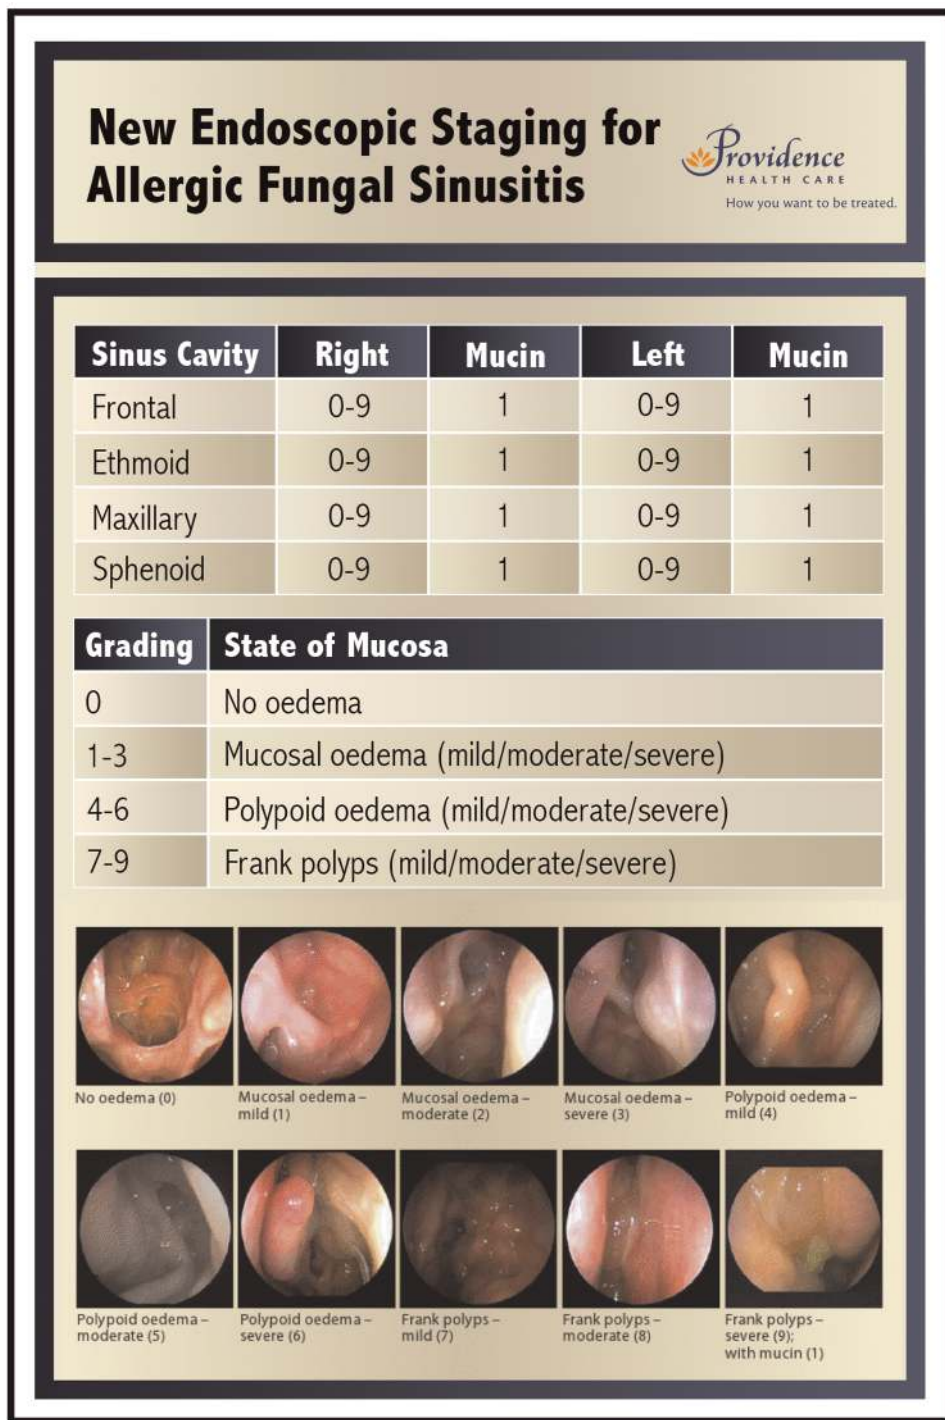 New Endoscopic Staging for
Allergic Fungal Sinusitis
Providence
HEALTH CARE
How you want to be treated.
Sinus Cavity Right Mucin Left Mucin
Frontal 0-9 1 0-9 1
Ethmoid 0-9 1 0-9 1
Maxillary 0-9 1 0-9 1
Sphenoid 0-9 1 0-9 1
Grading State of Mucosa
0 No oedema
1-3 Mucosal oedema (mild/moderate/severe)
4-6 Polypoid oedema (mild/moderate/severe)
7-9 Frank polyps (mild/moderate/severe)
No oedema (0)
Mucosal oedema –
mild (1)
Mucosal oedema –
moderate (2)
Mucosal oedema –
severe (3)
Polypoid oedema –
mild (4)
Polypoid oedema –
moderate (5)
Polypoid oedema –
severe (6)
Frank polyps –
mild (7)
Frank polyps –
moderate (8)
Frank polyps –
severe (9);
with mucin (1)